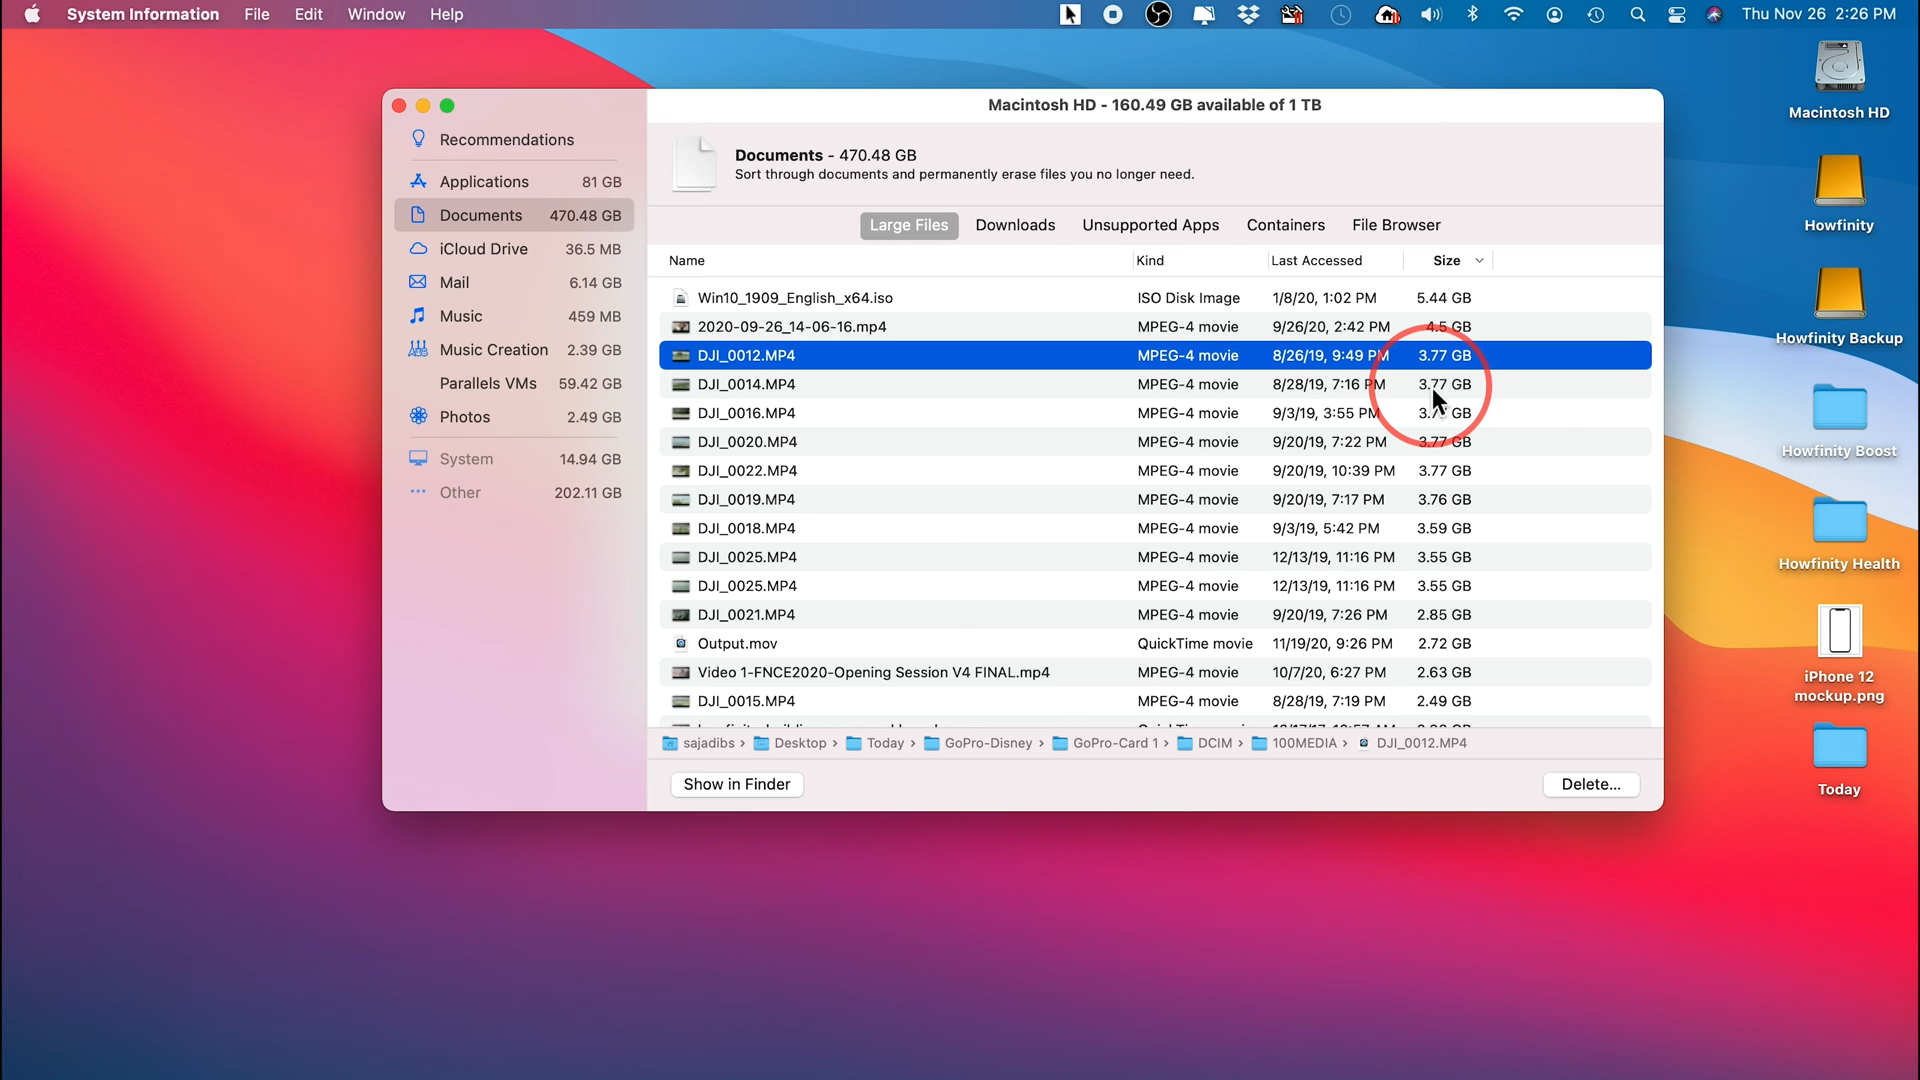 System Information File Edit Window Help Thu Nov 26 2:26 PM
Macintosh HD - 160.49 GB available of 1 TB
Recommendations
Applications 81 GB
Documents 470.48 GB
iCloud Drive 36.5 MB
Mail 6.14 GB
Music 459 MB
Music Creation 2.39 GB
Parallels VMs 59.42 GB
Photos 2.49 GB
System 14.94 GB
Other 202.11 GB
Documents - 470.48 GB
Sort through documents and permanently erase files you no longer need.
Large Files Downloads Unsupported Apps Containers File Browser
Name Kind Last Accessed Size
Win10_1909_English_x64.iso ISO Disk Image 1/8/20, 1:02 PM 5.44 GB
2020-09-26_14-06-16.mp4 MPEG-4 movie 9/26/20, 2:42 PM 4.5 GB
DJI_0012.MP4 MPEG-4 movie 8/26/19, 9:49 PM 3.77 GB
DJI_0014.MP4 MPEG-4 movie 8/28/19, 7:16 PM 3.77 GB
DJI_0016.MP4 MPEG-4 movie 9/3/19, 3:55 PM GB
DJI_0020.MP4 MPEG-4 movie 9/20/19, 7:22 PM 3.77 GB
DJI_0022.MP4 MPEG-4 movie 9/20/19, 10:39 PM 3.77 GB
DJI_0019.MP4 MPEG-4 movie 9/20/19, 7:17 PM 3.76 GB
DJI_0018.MP4 MPEG-4 movie 9/3/19, 5:42 PM 3.59 GB
DJI_0025.MP4 MPEG-4 movie 12/13/19, 11:16 PM 3.55 GB
DJI_0025.MP4 MPEG-4 movie 12/13/19, 11:16 PM 3.55 GB
DJI_0021.MP4 MPEG-4 movie 9/20/19, 7:26 PM 2.85 GB
Output.mov QuickTime movie 11/19/20, 9:26 PM 2.72 GB
Video 1-FNCE2020-Opening Session V4 FINAL.mp4 MPEG-4 movie 10/7/20, 6:27 PM 2.63 GB
DJI_0015.MP4 MPEG-4 movie 8/28/19, 7:19 PM 2.49 GB
sajadibs › Desktop › Today › GoPro-Disney › GoPro-Card 1 › DCIM › 100MEDIA › DJI_0012.MP4
Show in Finder Delete...
Macintosh HD
Howfinity
Howfinity Backup
Howfinity Boost
Howfinity Health
iPhone 12
mockup.png
Today